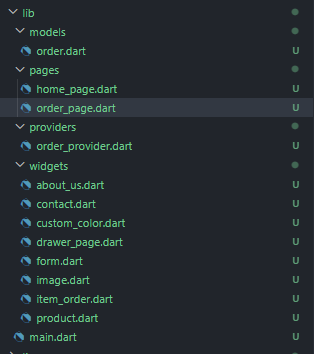 lib
models
order.dart U
pages
home_page.dart U
order_page.dart U
providers
order_provider.dart U
widgets
about_us.dart U
contact.dart U
custom_color.dart U
drawer_page.dart U
form.dart U
image.dart U
item_order.dart U
product.dart U
main.dart U